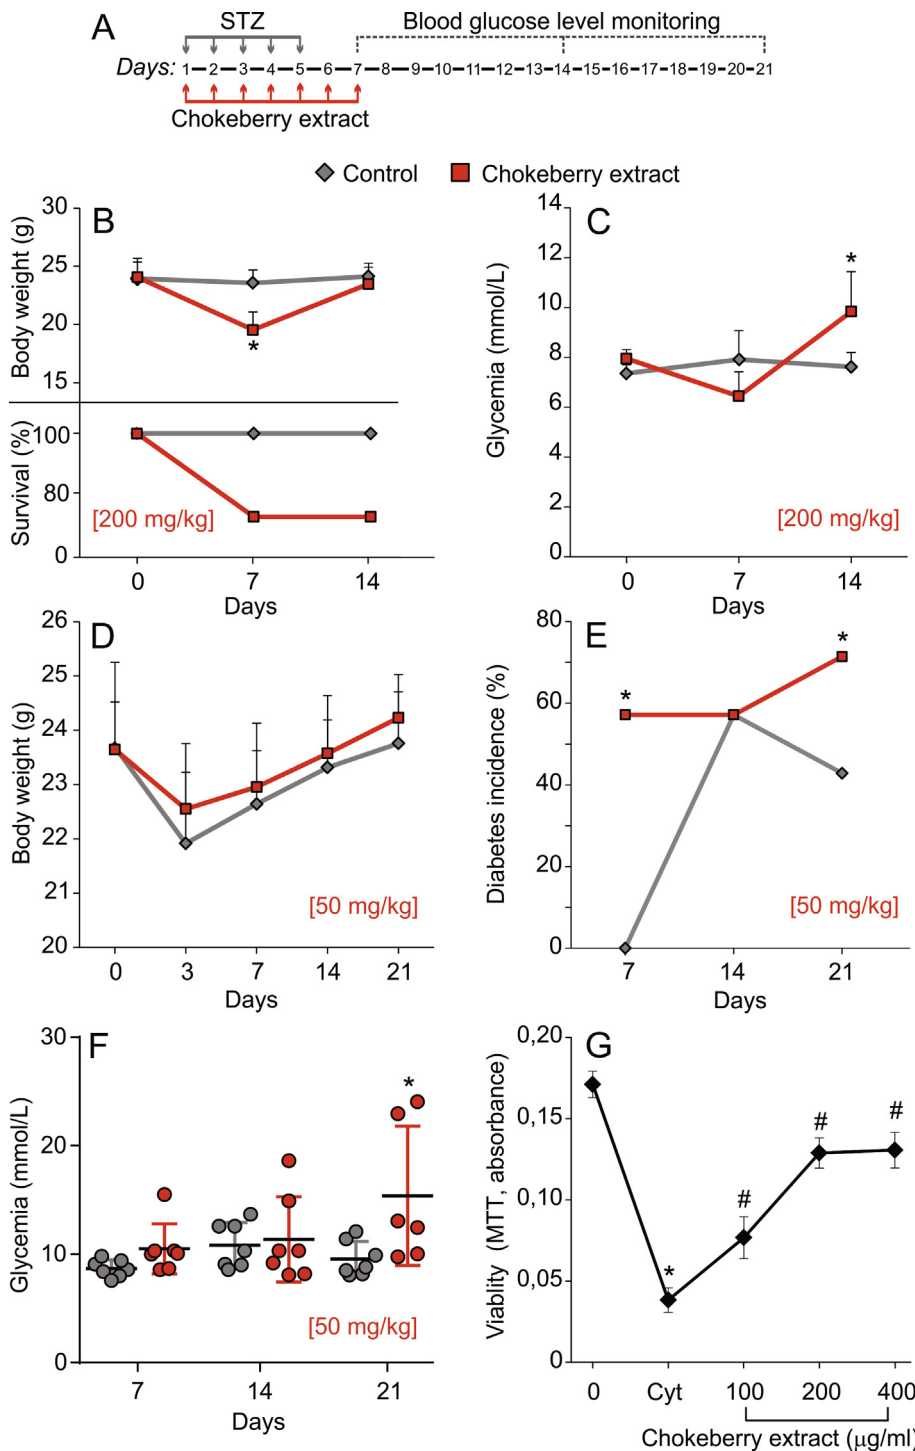 A
STZ
Blood glucose level monitoring
Days: 1 2 3 4 5 6 7 8 9 10 11 12 13 14 15 16 17 18 19 20 21
Chokeberry extract
Control
Chokeberry extract
B
Body weight (g)
30
25
20
15
*
Survival (%)
100
80
0
[200 mg/kg]
0 7 14
Days
C
Glycemia (mmol/L)
14
12
10
8
6
4
2
0
*
[200 mg/kg]
0 7 14
Days
D
Body weight (g)
26
25
24
23
22
21
20
[50 mg/kg]
0 3 7 14 21
Days
E
Diabetes incidence (%)
80
60
40
20
0
* *
[50 mg/kg]
7 14 21
Days
F
Glycemia (mmol/L)
30
20
10
0
*
[50 mg/kg]
7 14 21
Days
G
Viablity (MTT, absorbance)
0,20
0,15
0,10
0,05
0
* # # #
0 Cyt 100 200 400
Chokeberry extract (μg/ml)